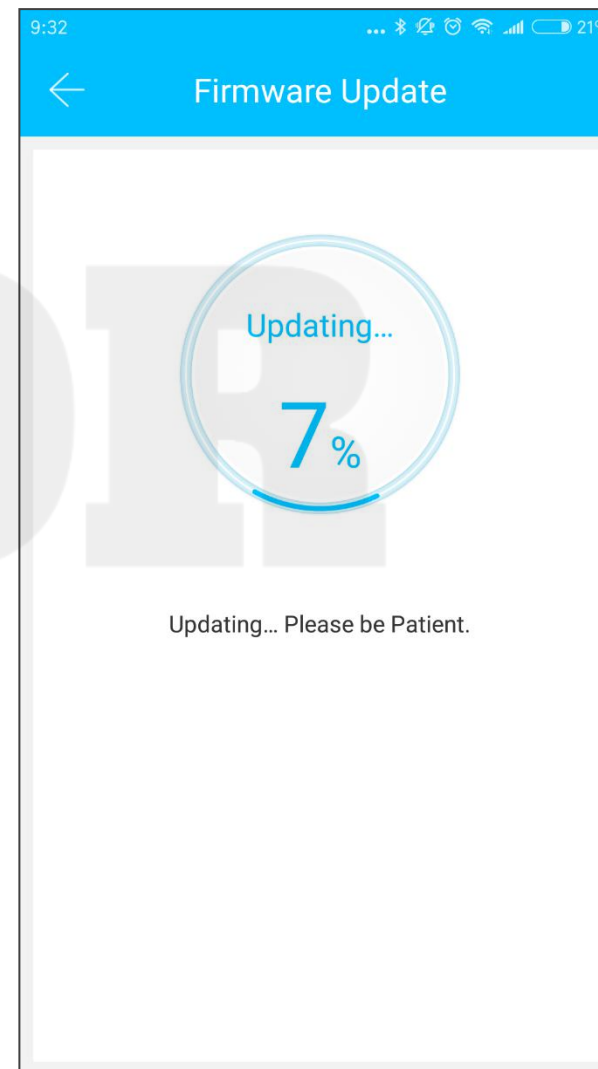 9:32
Firmware Update
Updating...
7%
Updating... Please be Patient.